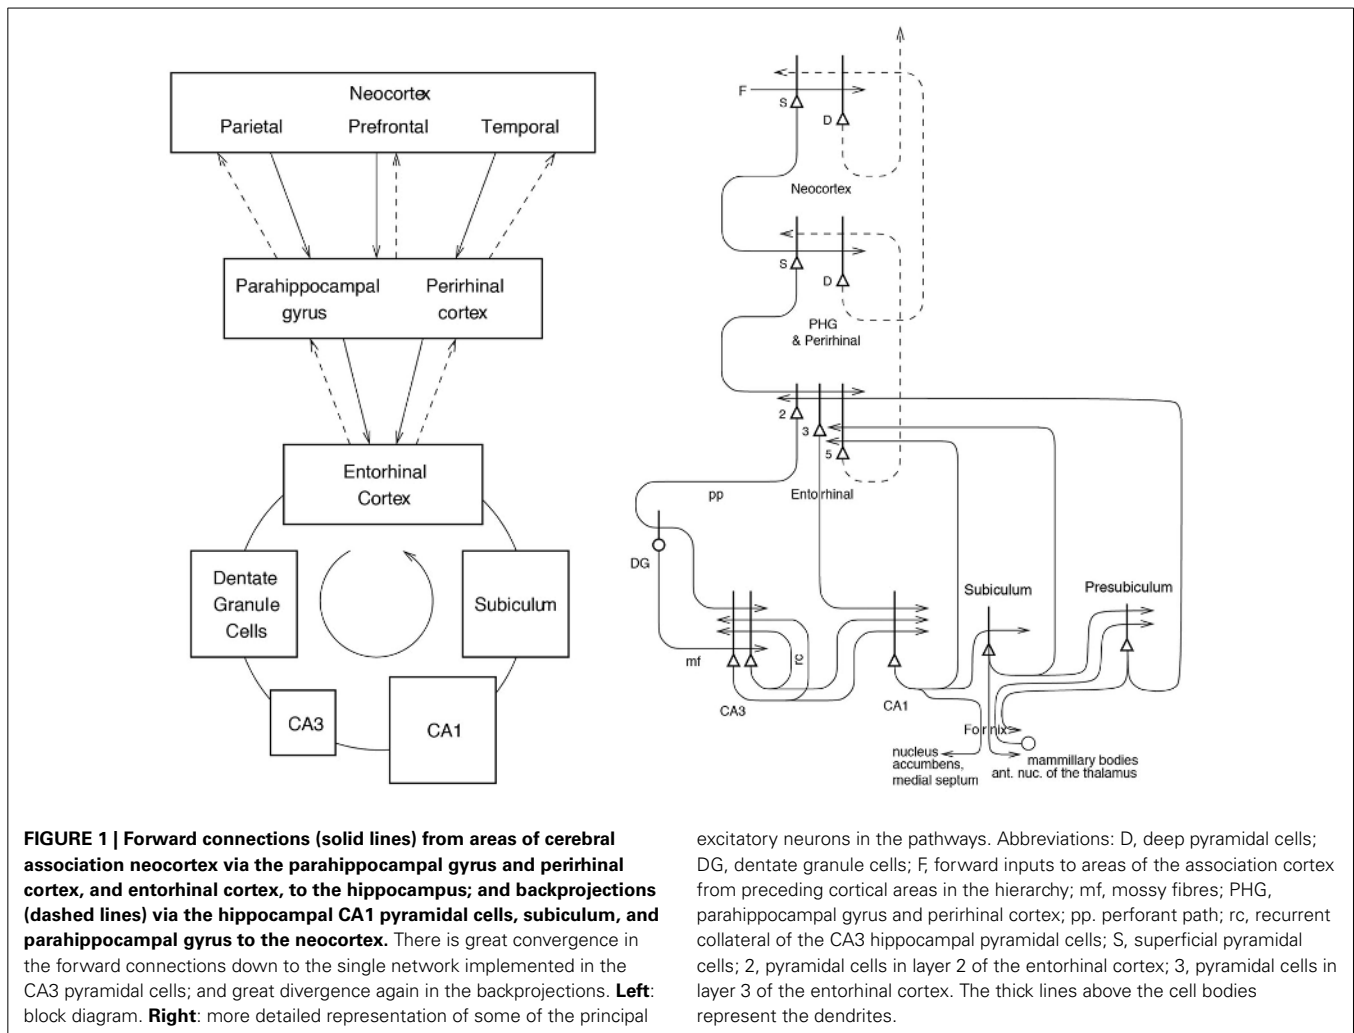 Neocortex
Parietal Prefrontal Temporal
Parahippocampal gyrus
Perirhinal cortex
Entorhinal
Cortex
Dentate
Granule
Cells
Subiculum
CA3
CA1
F
S
D
Neocortex
S
D
PHG
& Perirhinal
2
3
5
pp
Entorhinal
DG
Subiculum
Presubiculum
mf
rc
CA3
CA1
Fornix
nucleus
accumbens,
medial septum
mammillary bodies
ant. nuc. of the thalamus
FIGURE 1 | Forward connections (solid lines) from areas of cerebral
association neocortex via the parahippocampal gyrus and perirhinal
cortex, and entorhinal cortex, to the hippocampus; and backprojections
(dashed lines) via the hippocampal CA1 pyramidal cells, subiculum, and
parahippocampal gyrus to the neocortex. There is great convergence in
the forward connections down to the single network implemented in the
CA3 pyramidal cells; and great divergence again in the backprojections. Left:
block diagram. Right: more detailed representation of some of the principal
excitatory neurons in the pathways. Abbreviations: D, deep pyramidal cells;
DG, dentate granule cells; F, forward inputs to areas of the association cortex
from preceding cortical areas in the hierarchy; mf, mossy fibres; PHG,
parahippocampal gyrus and perirhinal cortex; pp. perforant path; rc, recurrent
collateral of the CA3 hippocampal pyramidal cells; S, superficial pyramidal
cells; 2, pyramidal cells in layer 2 of the entorhinal cortex; 3, pyramidal cells in
layer 3 of the entorhinal cortex. The thick lines above the cell bodies
represent the dendrites.